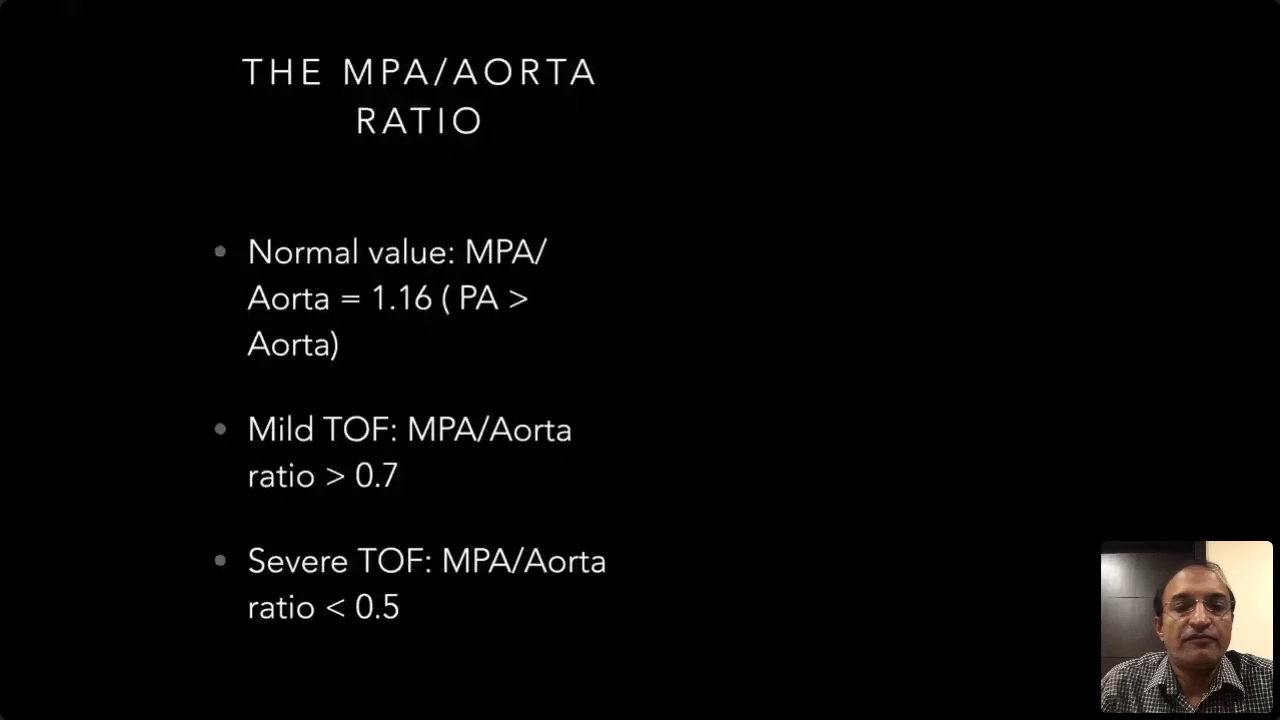 THE MPA/AORTA
RATIO
Normal value: MPA/
Aorta = 1.16 ( PA >
Aorta)
Mild TOF: MPA/Aorta
ratio > 0.7
Severe TOF: MPA/Aorta
ratio < 0.5